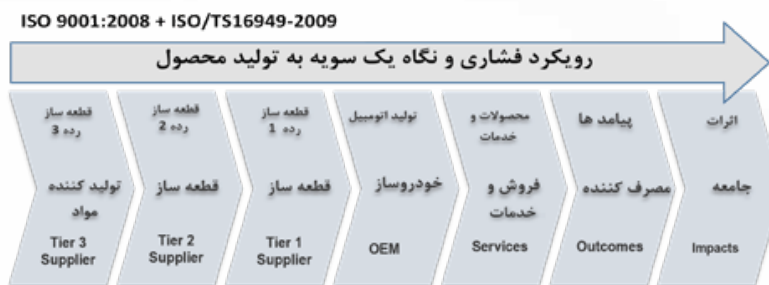 ISO 9001:2008 + ISO/TS16949-2009
رویکرد فشاری و نگاه یک سویه به تولید محصول
قطعه ساز
رده 3
تولید کننده
مواد
Tier 3
Supplier
قطعه ساز
رده 2
قطعه ساز
Tier 2
Supplier
قطعه ساز
رده 1
قطعه ساز
Tier 1
Supplier
تولید اتومبیل
خودروساز
OEM
محصولات و
خدمات
فروش و
خدمات
Services
پیامد ها
مصرف کننده
Outcomes
اثرات
جامعه
Impacts